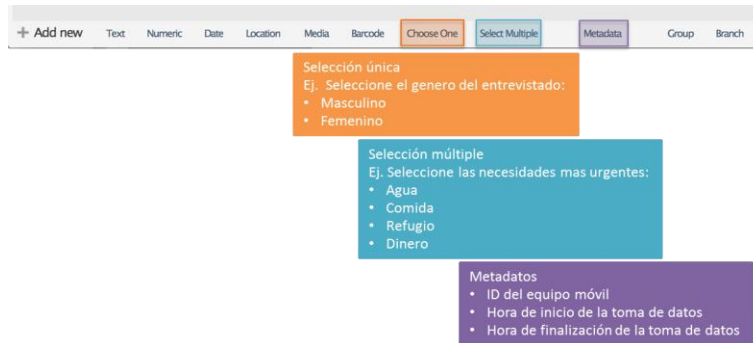 + Add new Text Numeric Date Location Media Barcode Choose One Select Multiple Metadata Group Branch
Selección única
Ej. Seleccione el genero del entrevistado:
• Masculino
• Femenino
Selección múltiple
Ej. Seleccione las necesidades mas urgentes:
• Agua
• Comida
• Refugio
• Dinero
Metadatos
• ID del equipo móvil
• Hora de inicio de la toma de datos
• Hora de finalización de la toma de datos